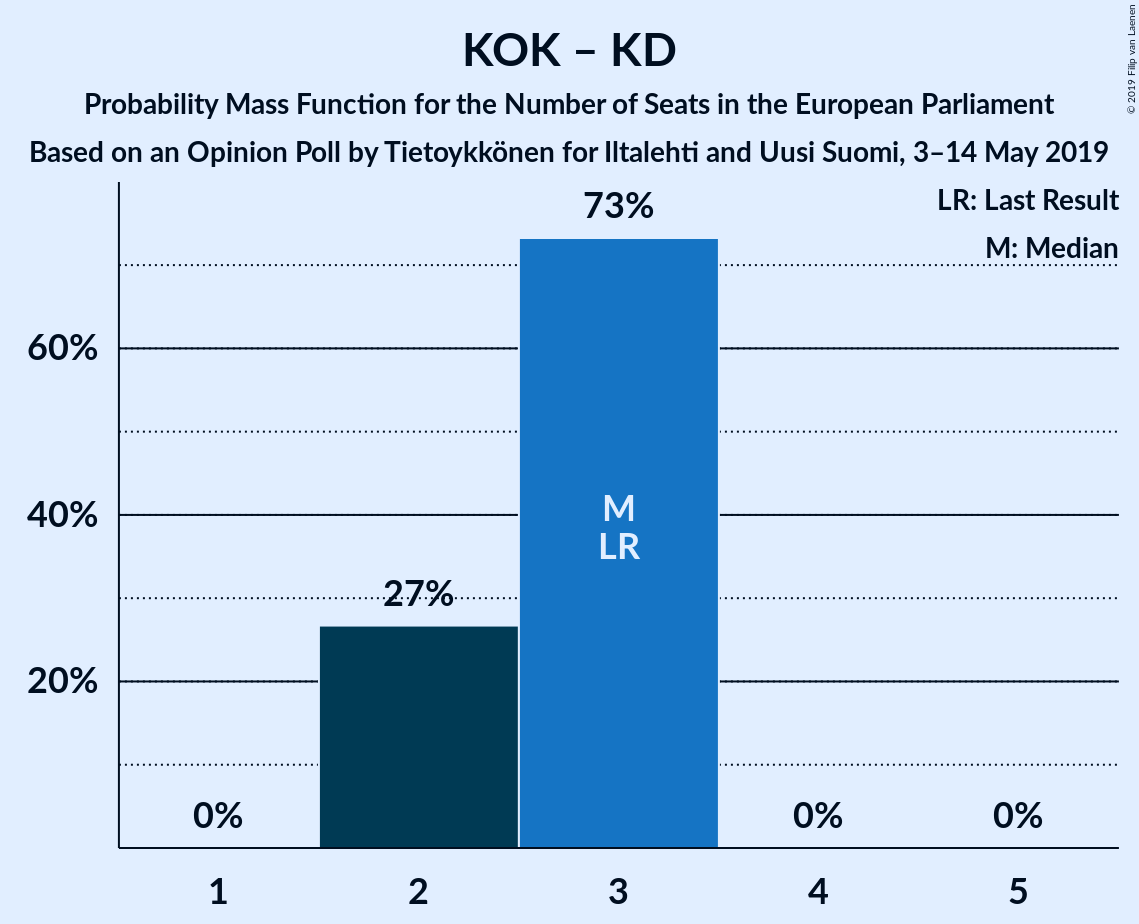 KOK – KD
Probability Mass Function for the Number of Seats in the European Parliament
Based on an Opinion Poll by Tietoykkönen for Iltalehti and Uusi Suomi, 3–14 May 2019
© 2019 Filip van Laenen
LR: Last Result
M: Median
73%
60%
40%
M
LR
27%
20%
0%
0%
0%
1
2
3
4
5